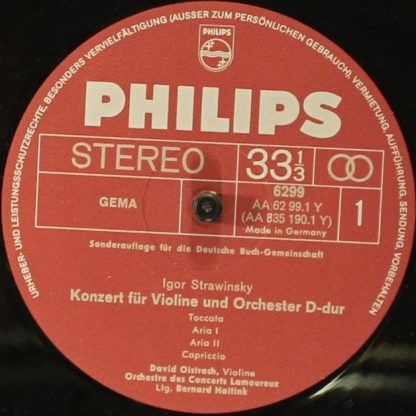 URHEBER- UND LEISTUNGSSCHUTZRECHTE, BESONDERS VERVIELFÄLTIGUNG (AUSSER ZUM PERSÖNLICHEN GEBRAUCH), VERMIETUNG, AUFFÜHRUNG, SENDUNG, VORBEHALTEN
PHILIPS
PHILIPS
STEREO 33 1/3
GEMA
6299
AA 62 99.1 Y
(AA 835 190.1 Y)
Made in Germany
1
Sonderauflage für die Deutsche Buch-Gemeinschaft
Igor Strawinsky
Konzert für Violine und Orchester D-dur
Toccata
Aria I
Aria II
Capriccio
David Oistrach, Violine
Orchestre des Concerts Lamoureux
Ltg. Bernard Haitink